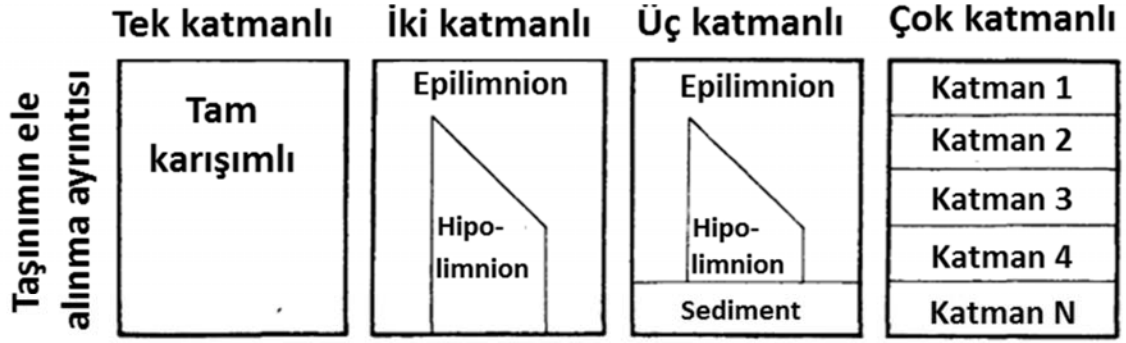 Taşınımın ele
alınma ayrıntısı
Tek katmanlı
Tam
karışımlı
İki katmanlı
Epilimnion
Hipo-
limnion
Üç katmanlı
Epilimnion
Hipo-
limnion
Sediment
Çok katmanlı
Katman 1
Katman 2
Katman 3
Katman 4
Katman N